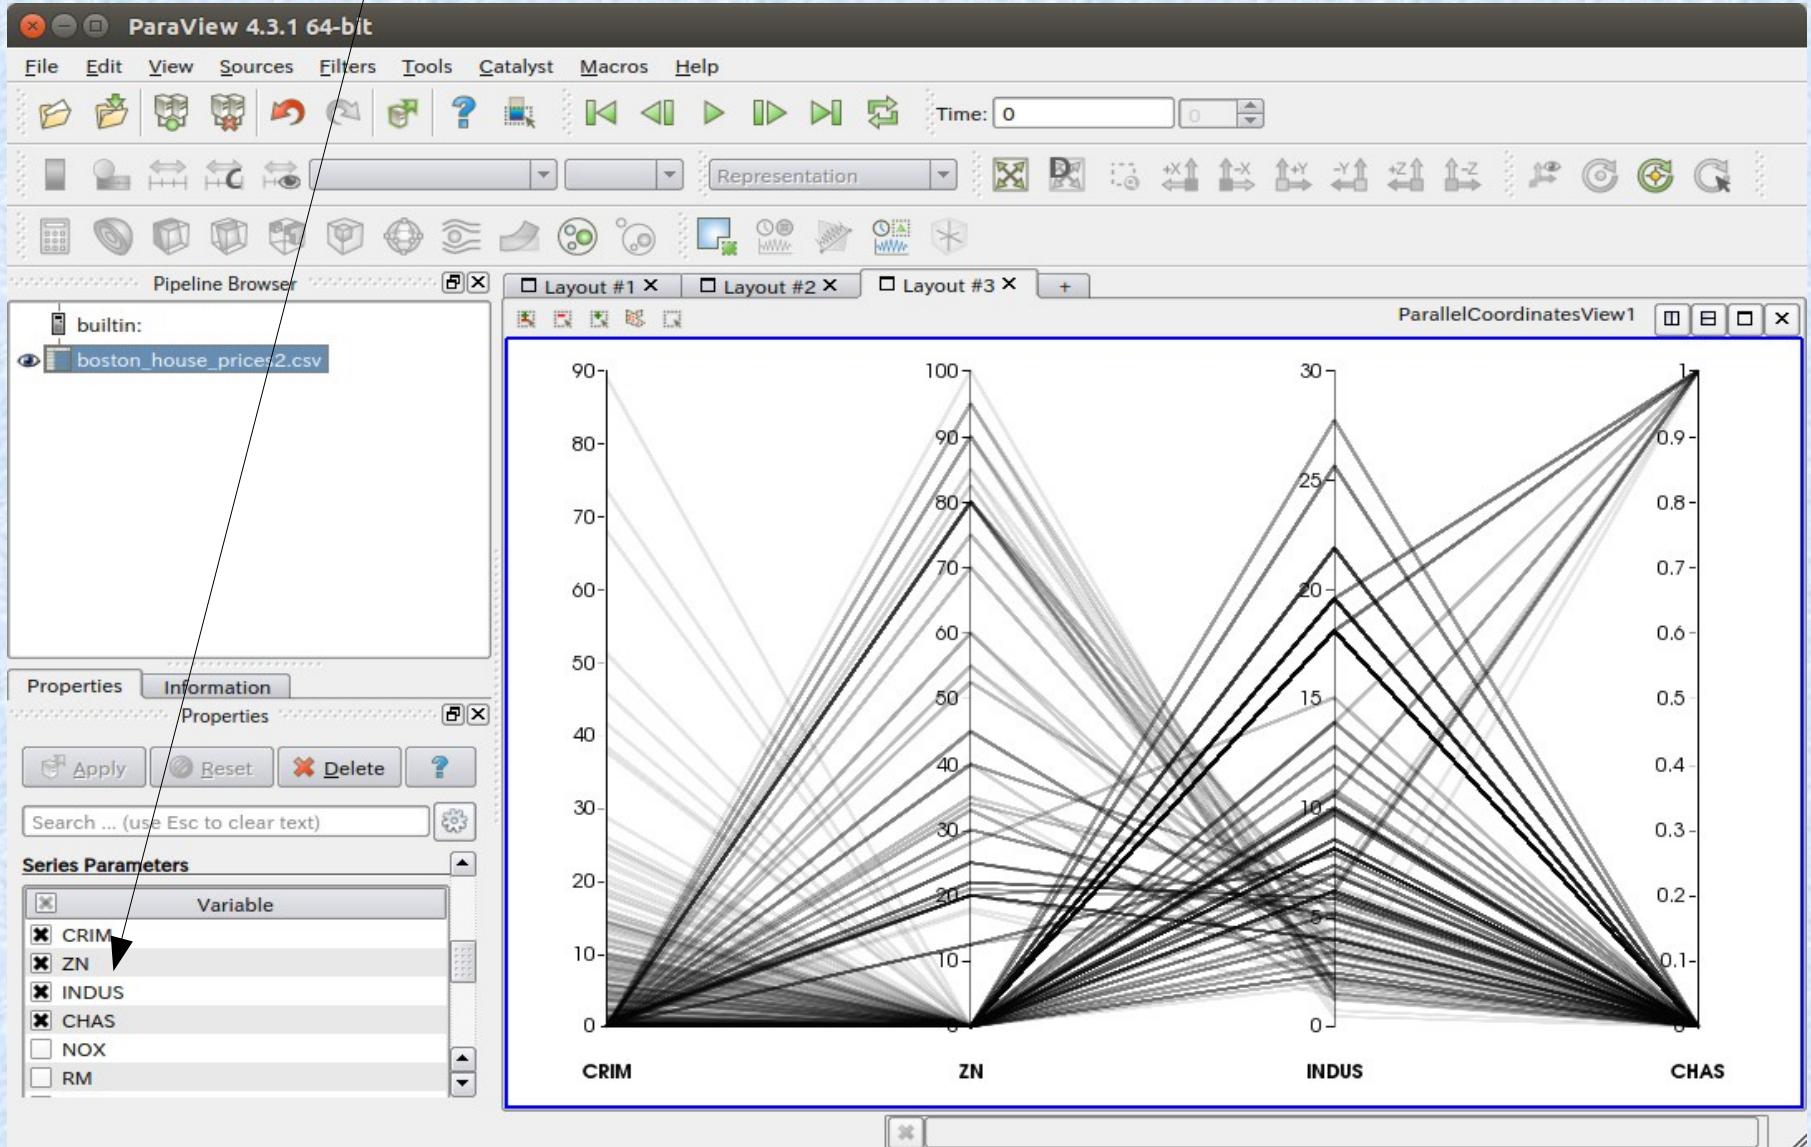 ParaView 4.3.1 64-bit
File Edit View Sources Filters Tools Catalyst Macros Help
Time: 0 0
Representation
+X -X +Y -Y +Z -Z
Pipeline Browser
builtin:
boston_house_prices2.csv
Properties Information
Properties
Apply Reset Delete ?
Search ... (use Esc to clear text)
Series Parameters
Variable
CRIM
ZN
INDUS
CHAS
NOX
RM
Layout #1 Layout #2 Layout #3 +
ParallelCoordinatesView1
90 100 30 1
80 90 25 0.9
70 80 20 0.8
60 70 15 0.7
50 60 10 0.6
40 50 5 0.5
30 40 0 0.4
20 30 0.3
10 20 0.2
0 10 0.1
0 0
CRIM ZN INDUS CHAS